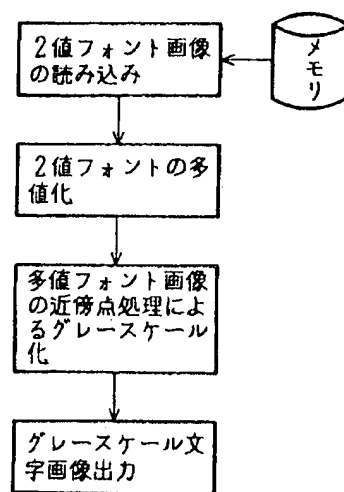 2値フォント画像
の読み込み
メモリ
2値フォントの多
値化
多値フォント画像
の近傍点処理によ
るグレースケール
化
グレースケール文
字画像出力